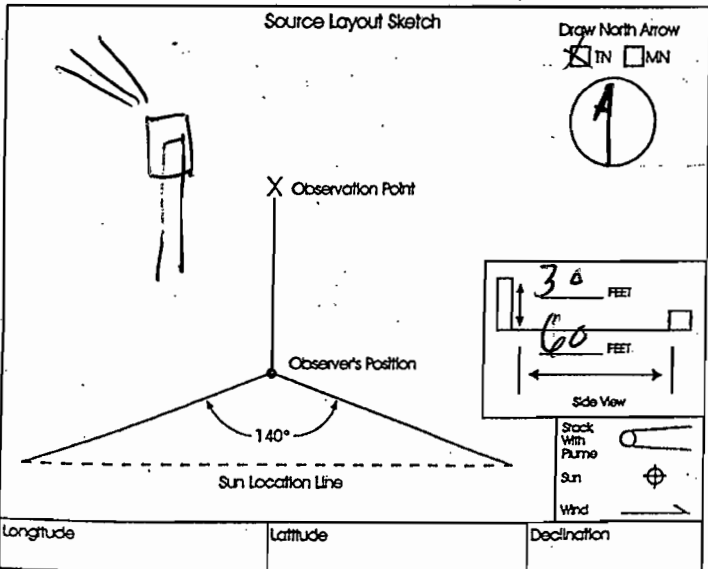 Source Layout Sketch
Draw North Arrow
TN MN
X Observation Point
30 FEET
60 FEET
Observer's Position
Side View
140°
Sun Location Line
Stack With Plume
Sun
Wind
Longitude
Latitude
Declination